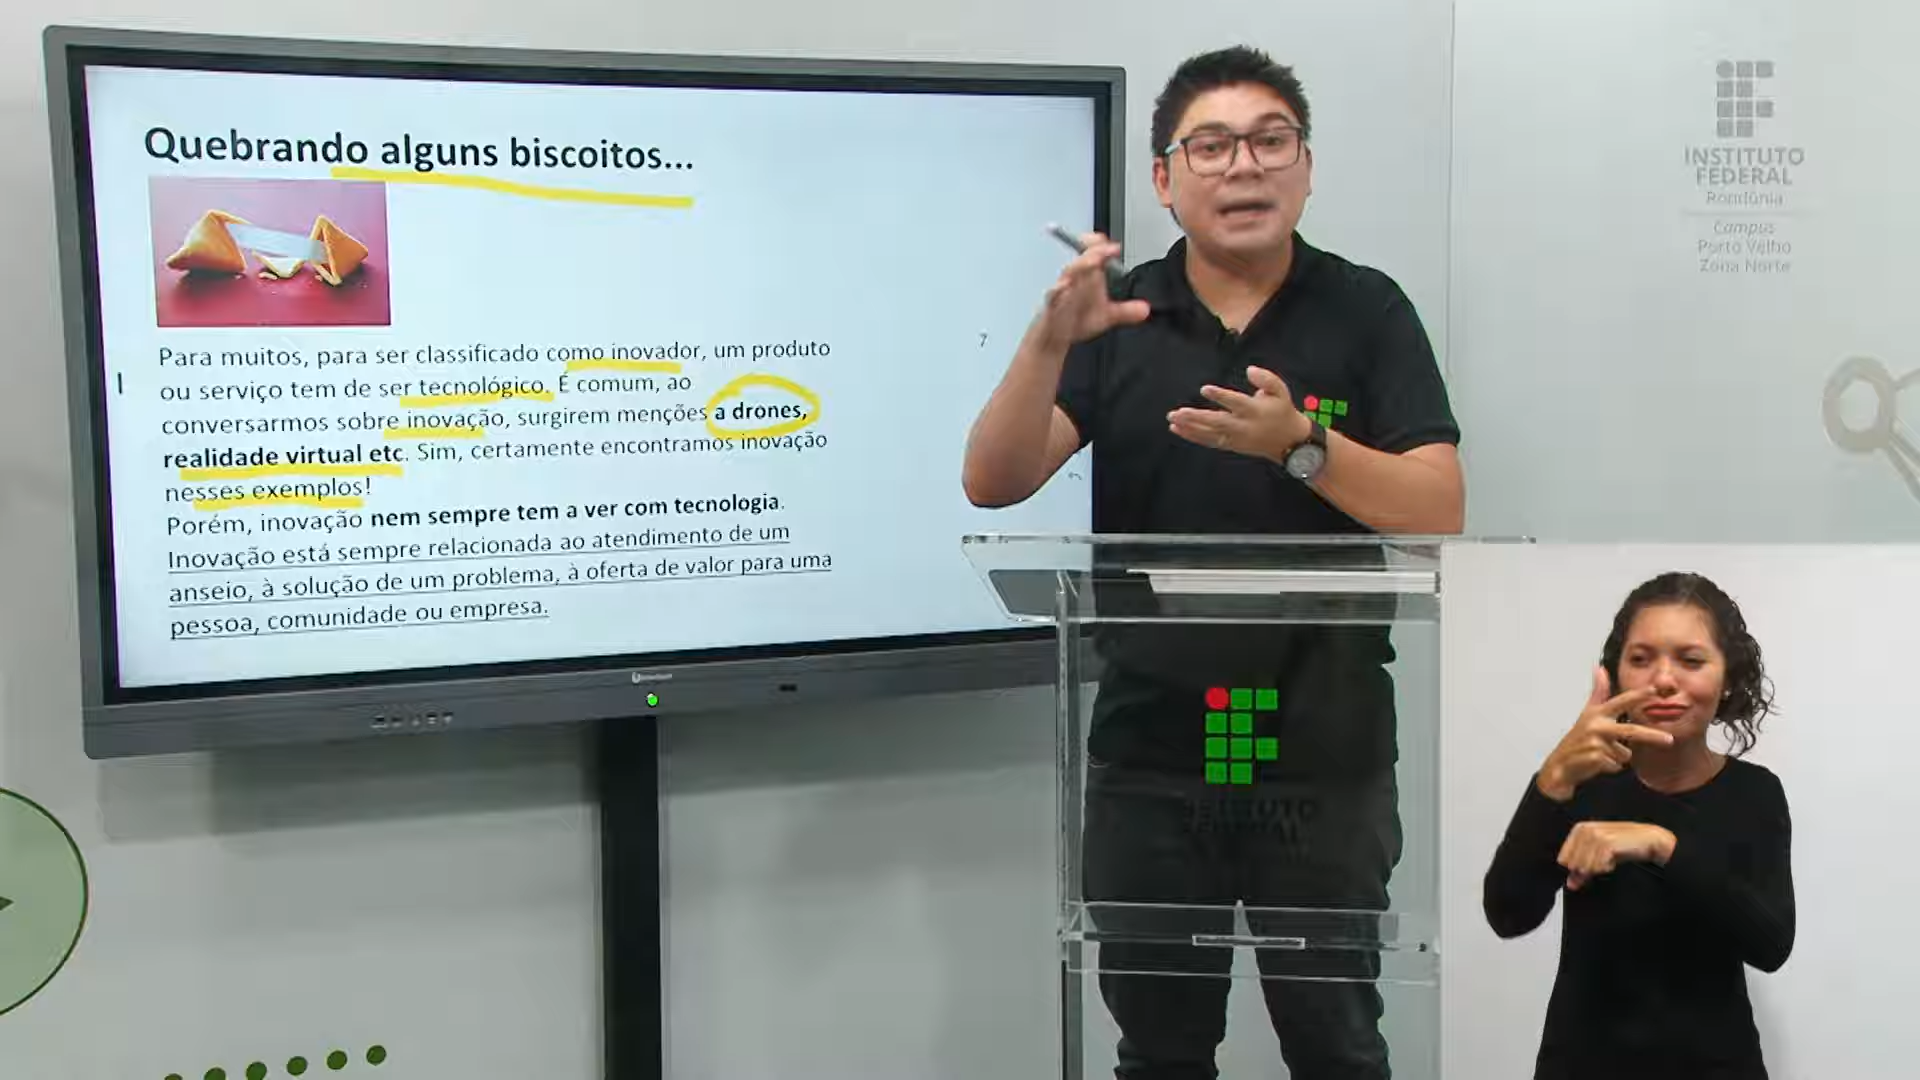 Quebrando alguns biscoitos...
Para muitos, para ser classificado como inovador, um produto
ou serviço tem de ser tecnológico. É comum, ao
conversarmos sobre inovação, surgirem menções a drones,
realidade virtual etc. Sim, certamente encontramos inovação
nesses exemplos!
Porém, inovação nem sempre tem a ver com tecnologia.
Inovação está sempre relacionada ao atendimento de um
anseio, à solução de um problema, à oferta de valor para uma
pessoa, comunidade ou empresa.
7
INSTITUTO
FEDERAL
Rondônia
Campus
Porto Velho
Zona Norte
INSTITUTO
FEDERAL